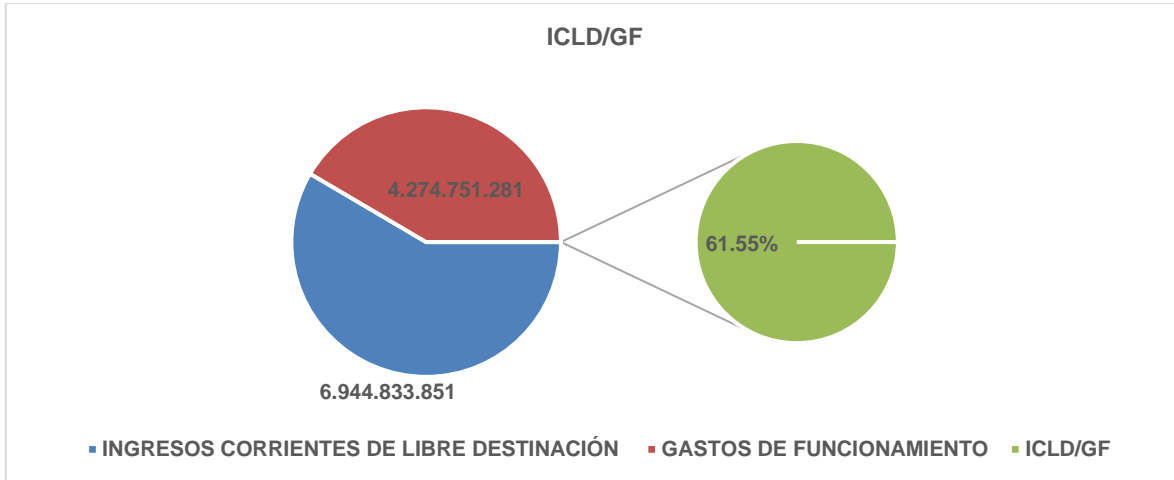 ICLD/GF
4.274.751.281
61.55%
6.944.833.851
INGRESOS CORRIENTES DE LIBRE DESTINACIÓN GASTOS DE FUNCIONAMIENTO ICLD/GF